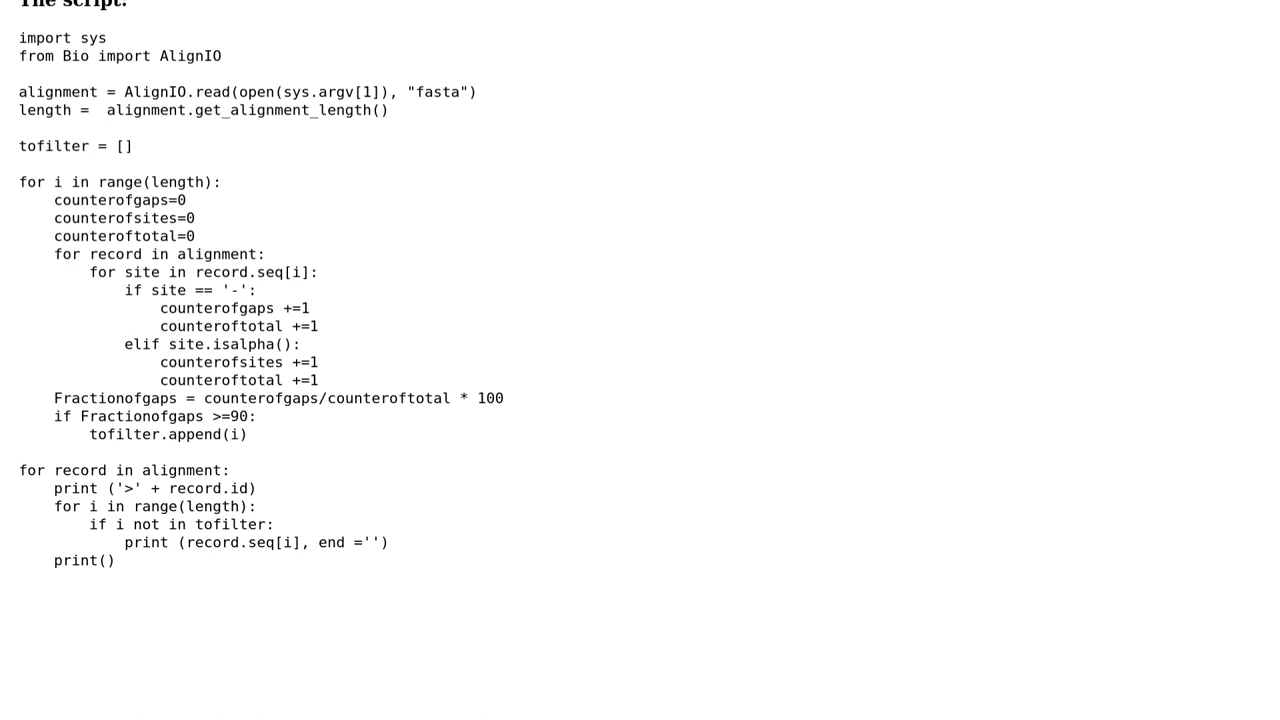 The script:
import sys
from Bio import AlignIO
alignment = AlignIO.read(open(sys.argv[1]), "fasta")
length =  alignment.get_alignment_length()
tofilter = []
for i in range(length):
    counterofgaps=0
    counterofsites=0
    counteroftotal=0
    for record in alignment:
        for site in record.seq[i]:
            if site == '-':
                counterofgaps +=1
                counteroftotal +=1
            elif site.isalpha():
                counterofsites +=1
                counteroftotal +=1
    Fractionofgaps = counterofgaps/counteroftotal * 100
    if Fractionofgaps >=90:
        tofilter.append(i)
for record in alignment:
    print ('>' + record.id)
    for i in range(length):
        if i not in tofilter:
            print (record.seq[i], end ='')
    print()